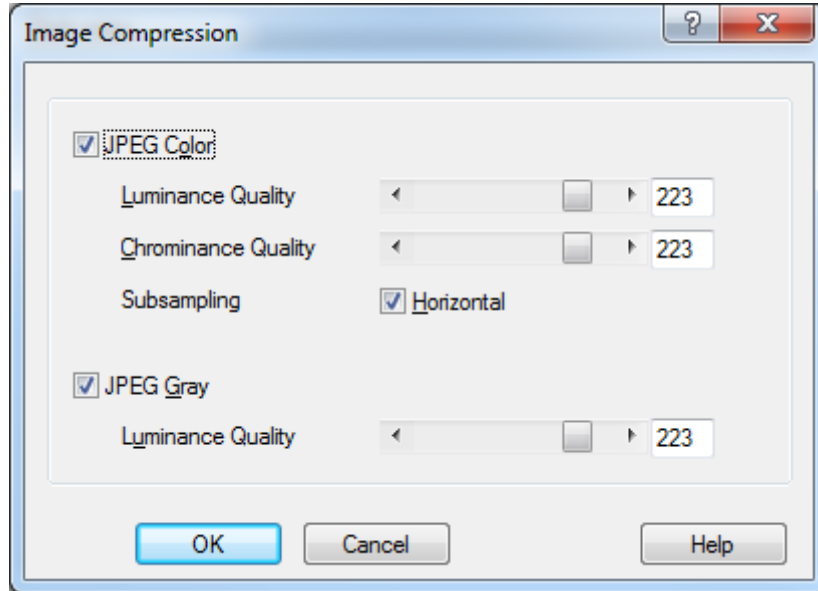 Image Compression
JPEG Color
Luminance Quality 223
Chrominance Quality 223
Subsampling Horizontal
JPEG Gray
Luminance Quality 223
OK Cancel Help